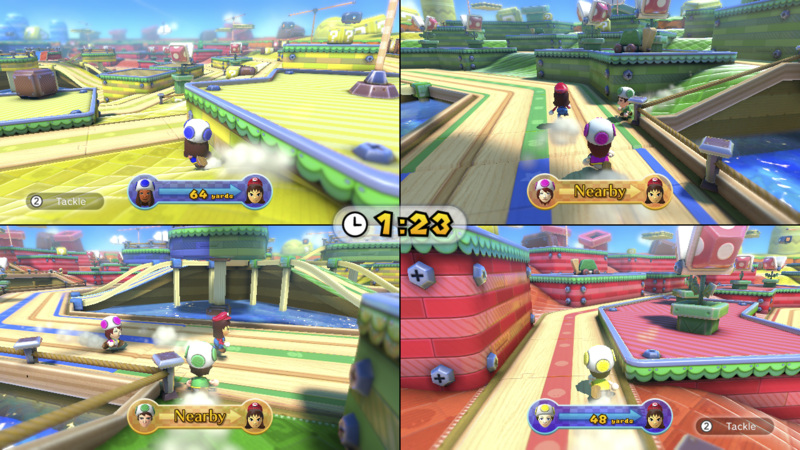 ② Tackle
64 yards
Nearby
1:23
Nearby
48 yards
② Tackle